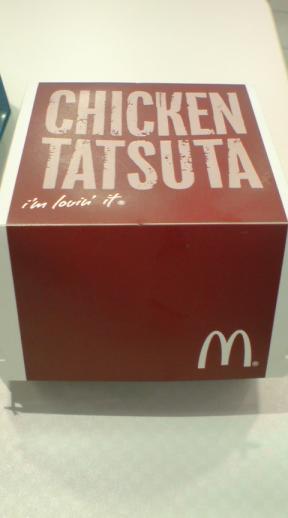 CHICKEN
TATSUTA
i'm lovin' it®
M®